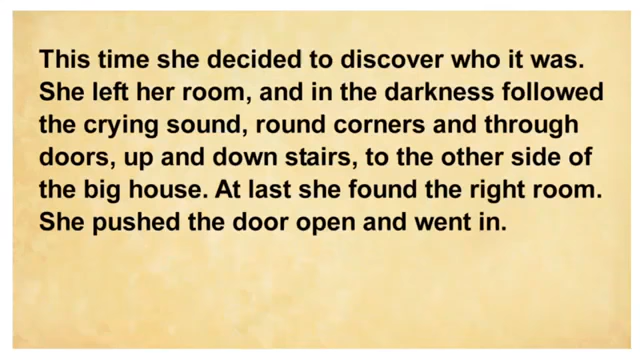 This time she decided to discover who it was.
She left her room, and in the darkness followed
the crying sound, round corners and through
doors, up and down stairs, to the other side of
the big house. At last she found the right room.
She pushed the door open and went in.